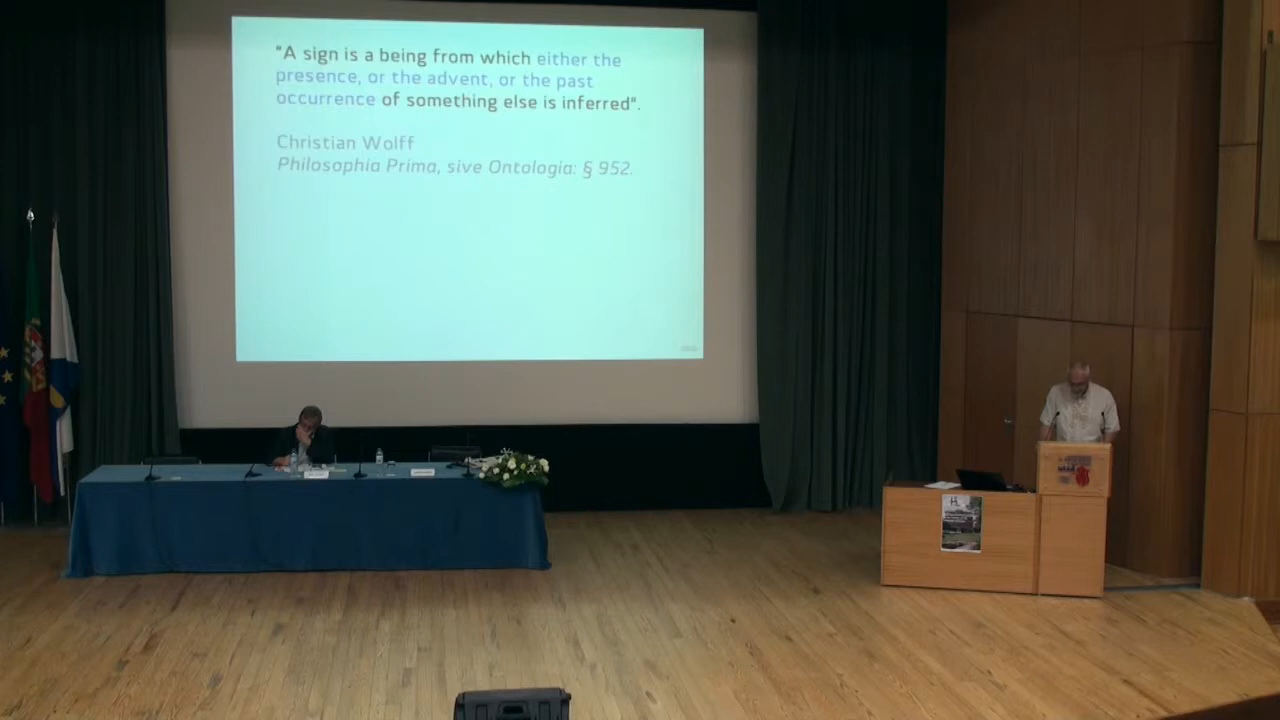 "A sign is a being from which either the
presence, or the advent, or the past
occurrence of something else is inferred".
Christian Wolff
Philosophia Prima, sive Ontologia: § 952.